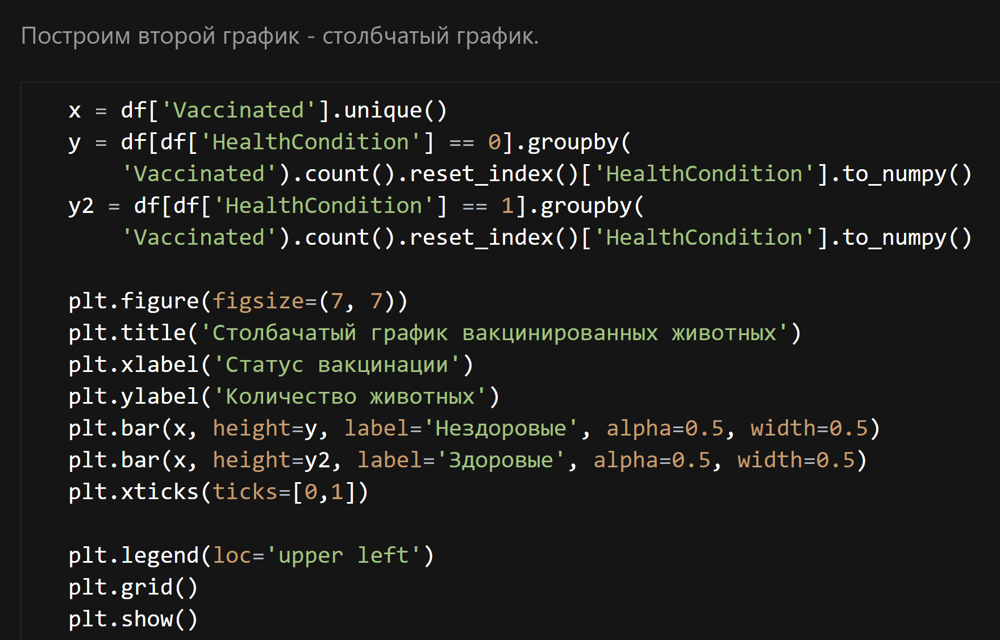 Построим второй график - столбчатый график.
x = df['Vaccinated'].unique()
y = df[df['HealthCondition'] == 0].groupby(
    'Vaccinated').count().reset_index()['HealthCondition'].to_numpy()
y2 = df[df['HealthCondition'] == 1].groupby(
    'Vaccinated').count().reset_index()['HealthCondition'].to_numpy()
plt.figure(figsize=(7, 7))
plt.title('Столбачатый график вакцинированных животных')
plt.xlabel('Статус вакцинации')
plt.ylabel('Количество животных')
plt.bar(x, height=y, label='Нездоровые', alpha=0.5, width=0.5)
plt.bar(x, height=y2, label='Здоровые', alpha=0.5, width=0.5)
plt.xticks(ticks=[0,1])
plt.legend(loc='upper left')
plt.grid()
plt.show()